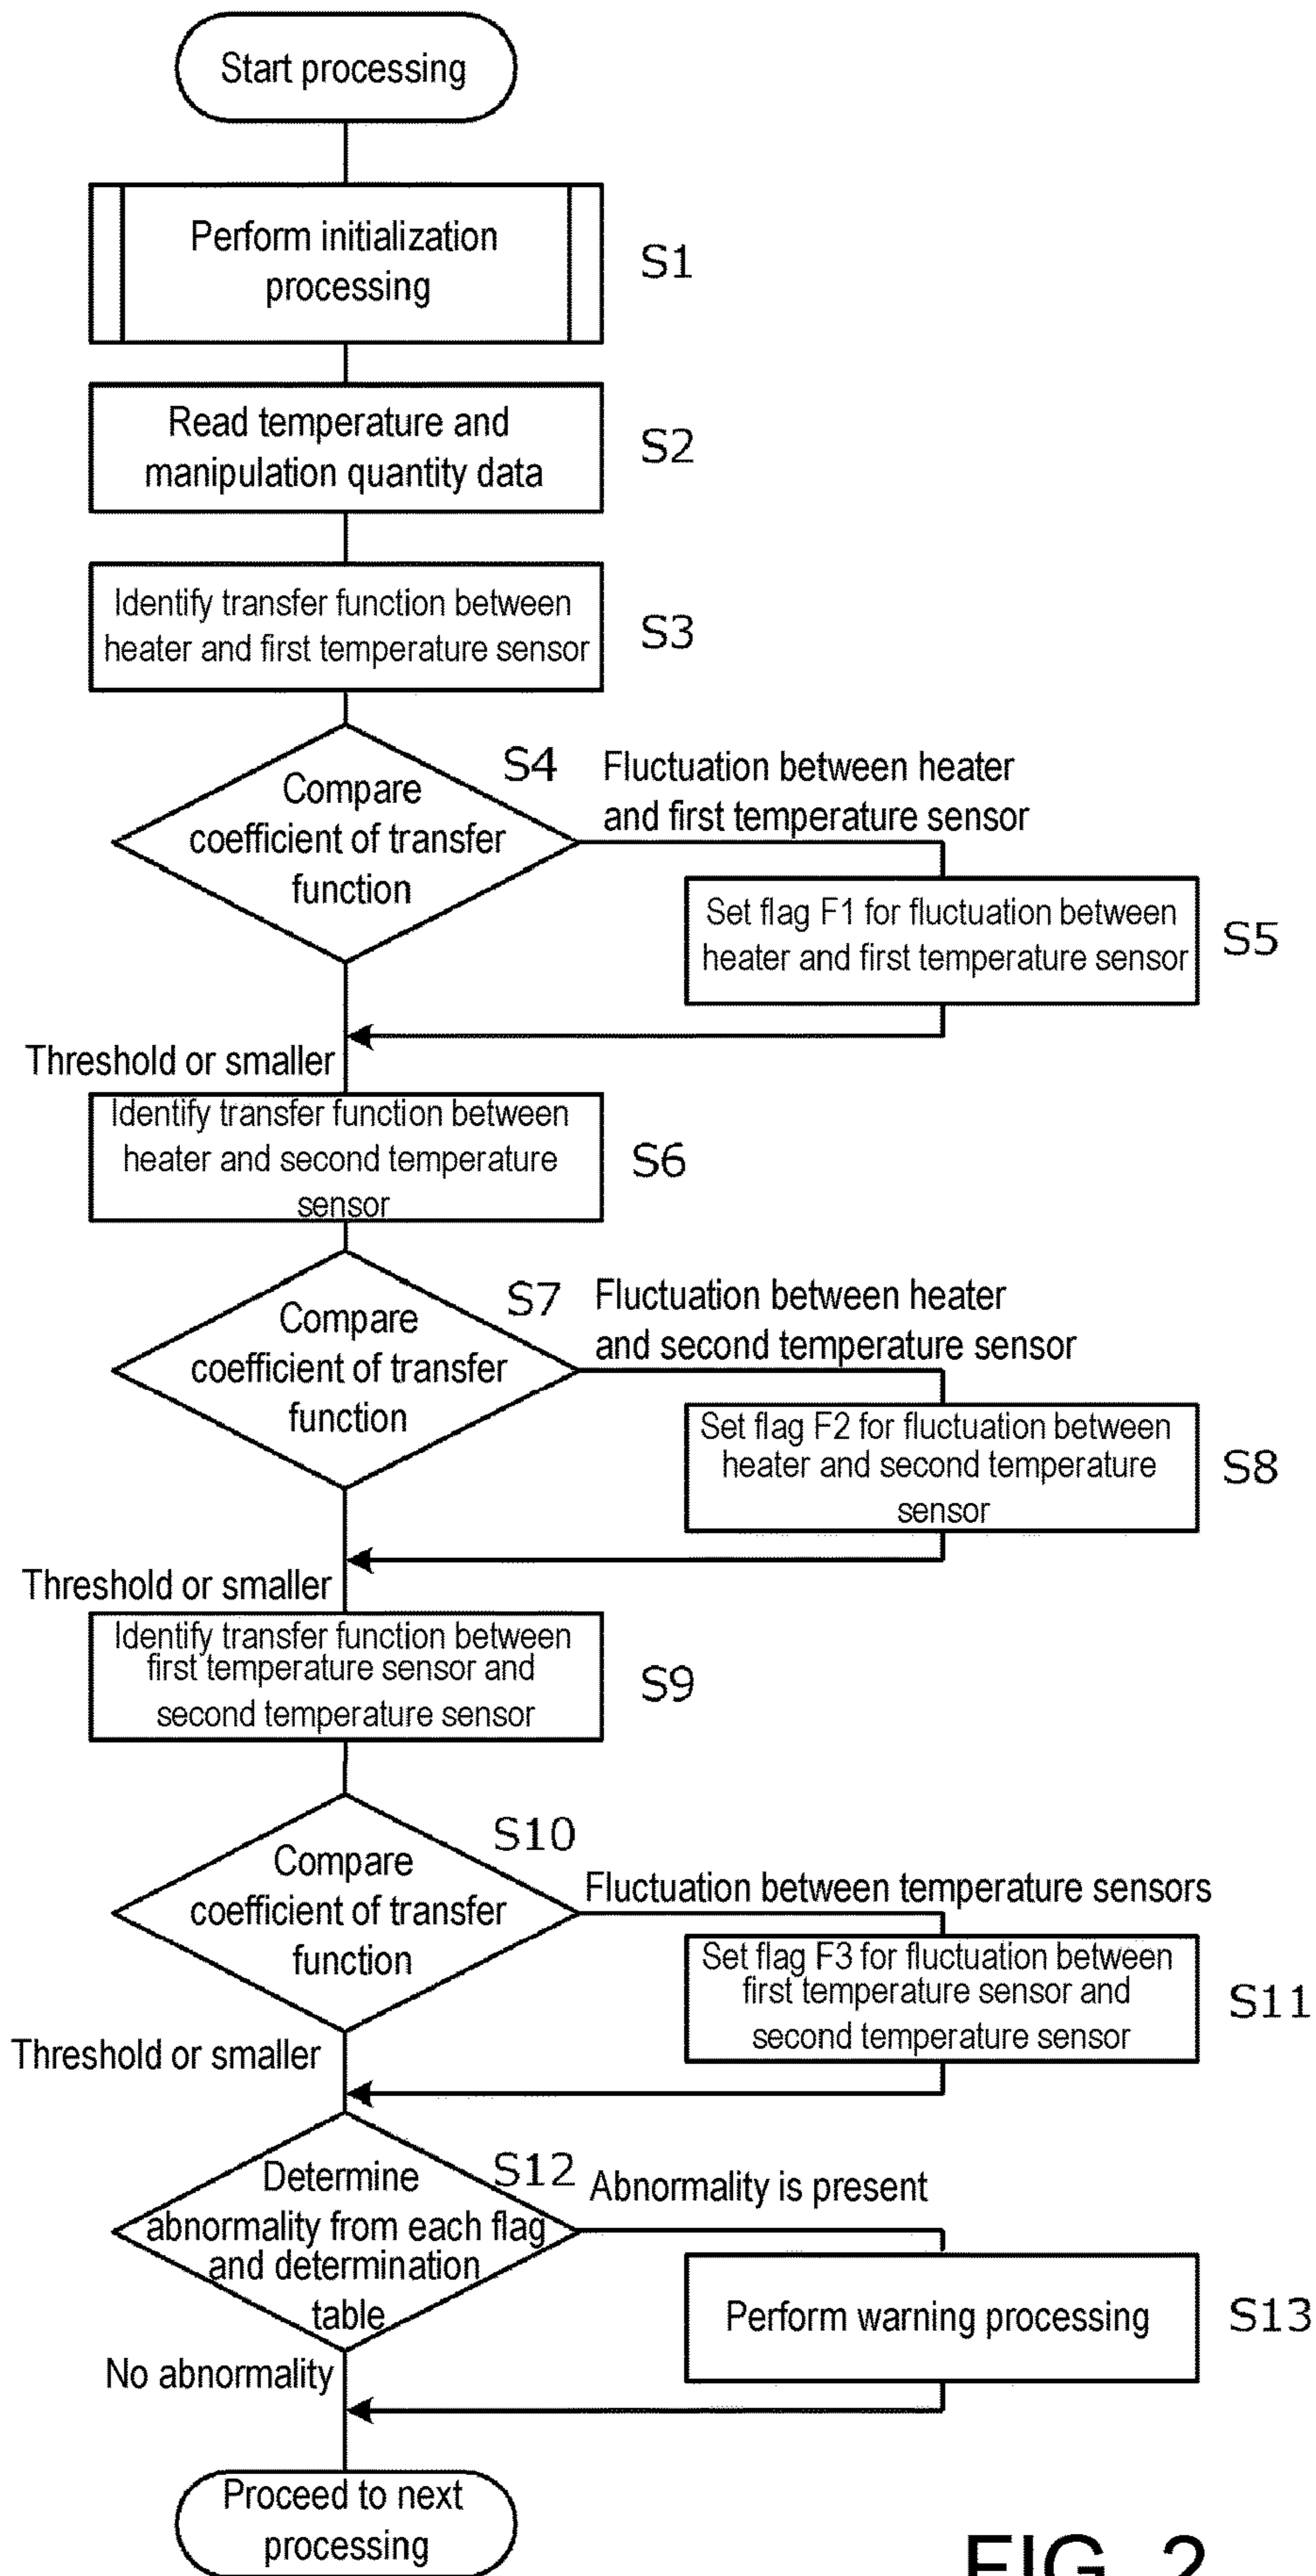 Start processing
Perform initialization
processing
S1
Read temperature and
manipulation quantity data
S2
Identify transfer function between
heater and first temperature sensor
S3
S4
Compare
coefficient of transfer
function
Fluctuation between heater
and first temperature sensor
Set flag F1 for fluctuation between
heater and first temperature sensor
S5
Threshold or smaller
Identify transfer function between
heater and second temperature
sensor
S6
S7
Compare
coefficient of transfer
function
Fluctuation between heater
and second temperature sensor
Set flag F2 for fluctuation between
heater and second temperature
sensor
S8
Threshold or smaller
Identify transfer function between
first temperature sensor and
second temperature sensor
S9
S10
Compare
coefficient of transfer
function
Fluctuation between temperature sensors
Set flag F3 for fluctuation between
first temperature sensor and
second temperature sensor
S11
Threshold or smaller
S12
Determine
abnormality from each flag
and determination
table
Abnormality is present
Perform warning processing
S13
No abnormality
Proceed to next
processing
FIG. 2